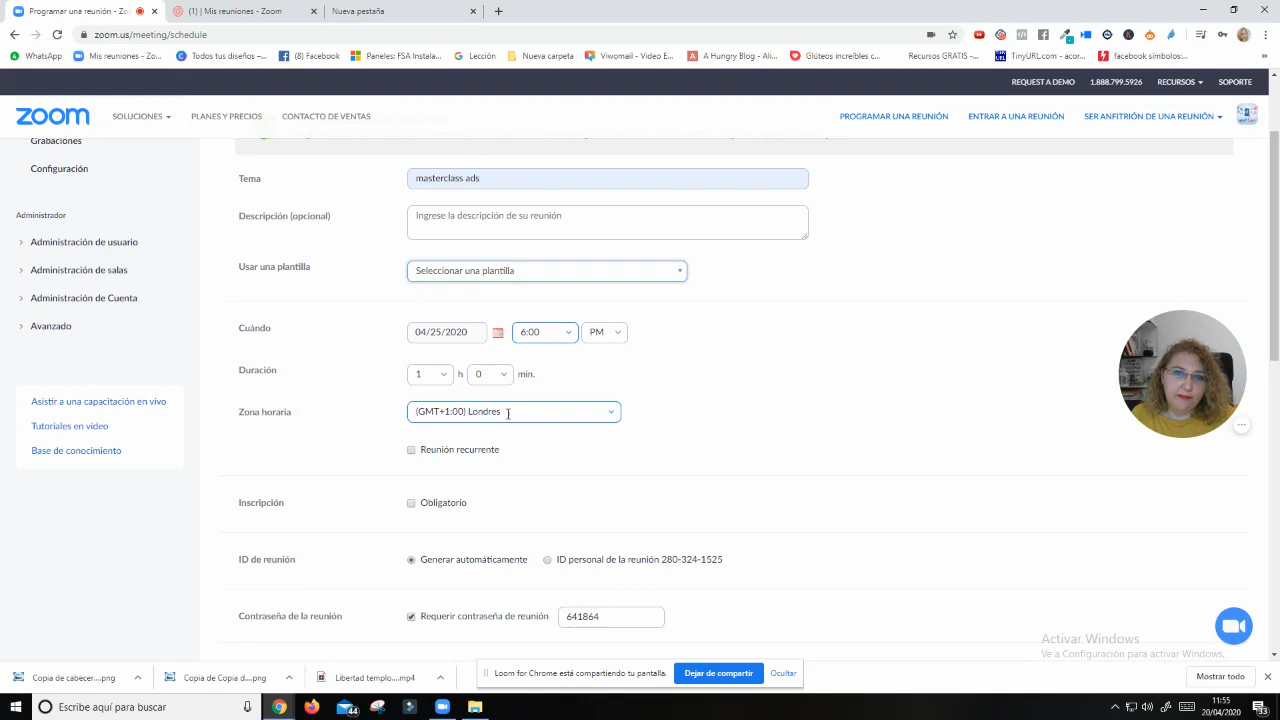 Programar una reunión - Zo
(1) | Mis reuniones - Zoom
Nueva pestaña
zoom.us/meeting/schedule
WhatsApp
Mis reuniones - Zo...
Todos tus diseños –...
(8) Facebook
Paneles: FSA Instala...
Lección
Nueva carpeta
Viwomail - Video E...
A Hungry Blog - Ali...
Glúteos increíbles c...
Recursos GRATIS –...
TinyURL.com - acor...
facebook símbolos:...
REQUEST A DEMO
1.888.799.5926
RECURSOS
SOPORTE
zoom
SOLUCIONES
PLANES Y PRECIOS
CONTACTO DE VENTAS
PROGRAMAR UNA REUNIÓN
ENTRAR A UNA REUNIÓN
SER ANFITRIÓN DE UNA REUNIÓN
Grabaciones
Configuración
Administrador
Administración de usuario
Administración de salas
Administración de Cuenta
Avanzado
Asistir a una capacitación en vivo
Tutoriales en video
Base de conocimiento
Tema
masterclass ads
Descripción (opcional)
Ingrese la descripción de su reunión
Usar una plantilla
Seleccionar una plantilla
Cuándo
04/25/2020
6:00
PM
Duración
1
h
0
min.
Zona horaria
(GMT+1:00) Londres
Reunión recurrente
Inscripción
Obligatorio
ID de reunión
Generar automáticamente
ID personal de la reunión 280-324-1525
Contraseña de la reunión
Requerir contraseña de reunión
641864
Activar Windows
Ve a Configuración para activar Windows.
Loom for Chrome está compartiendo tu pantalla.
Dejar de compartir
Ocultar
Copia de cabecer....png
Copia de Copia d....png
Libertad templo....mp4
Mostrar todo
Escribe aquí para buscar
44
11:55
20/04/2020
33